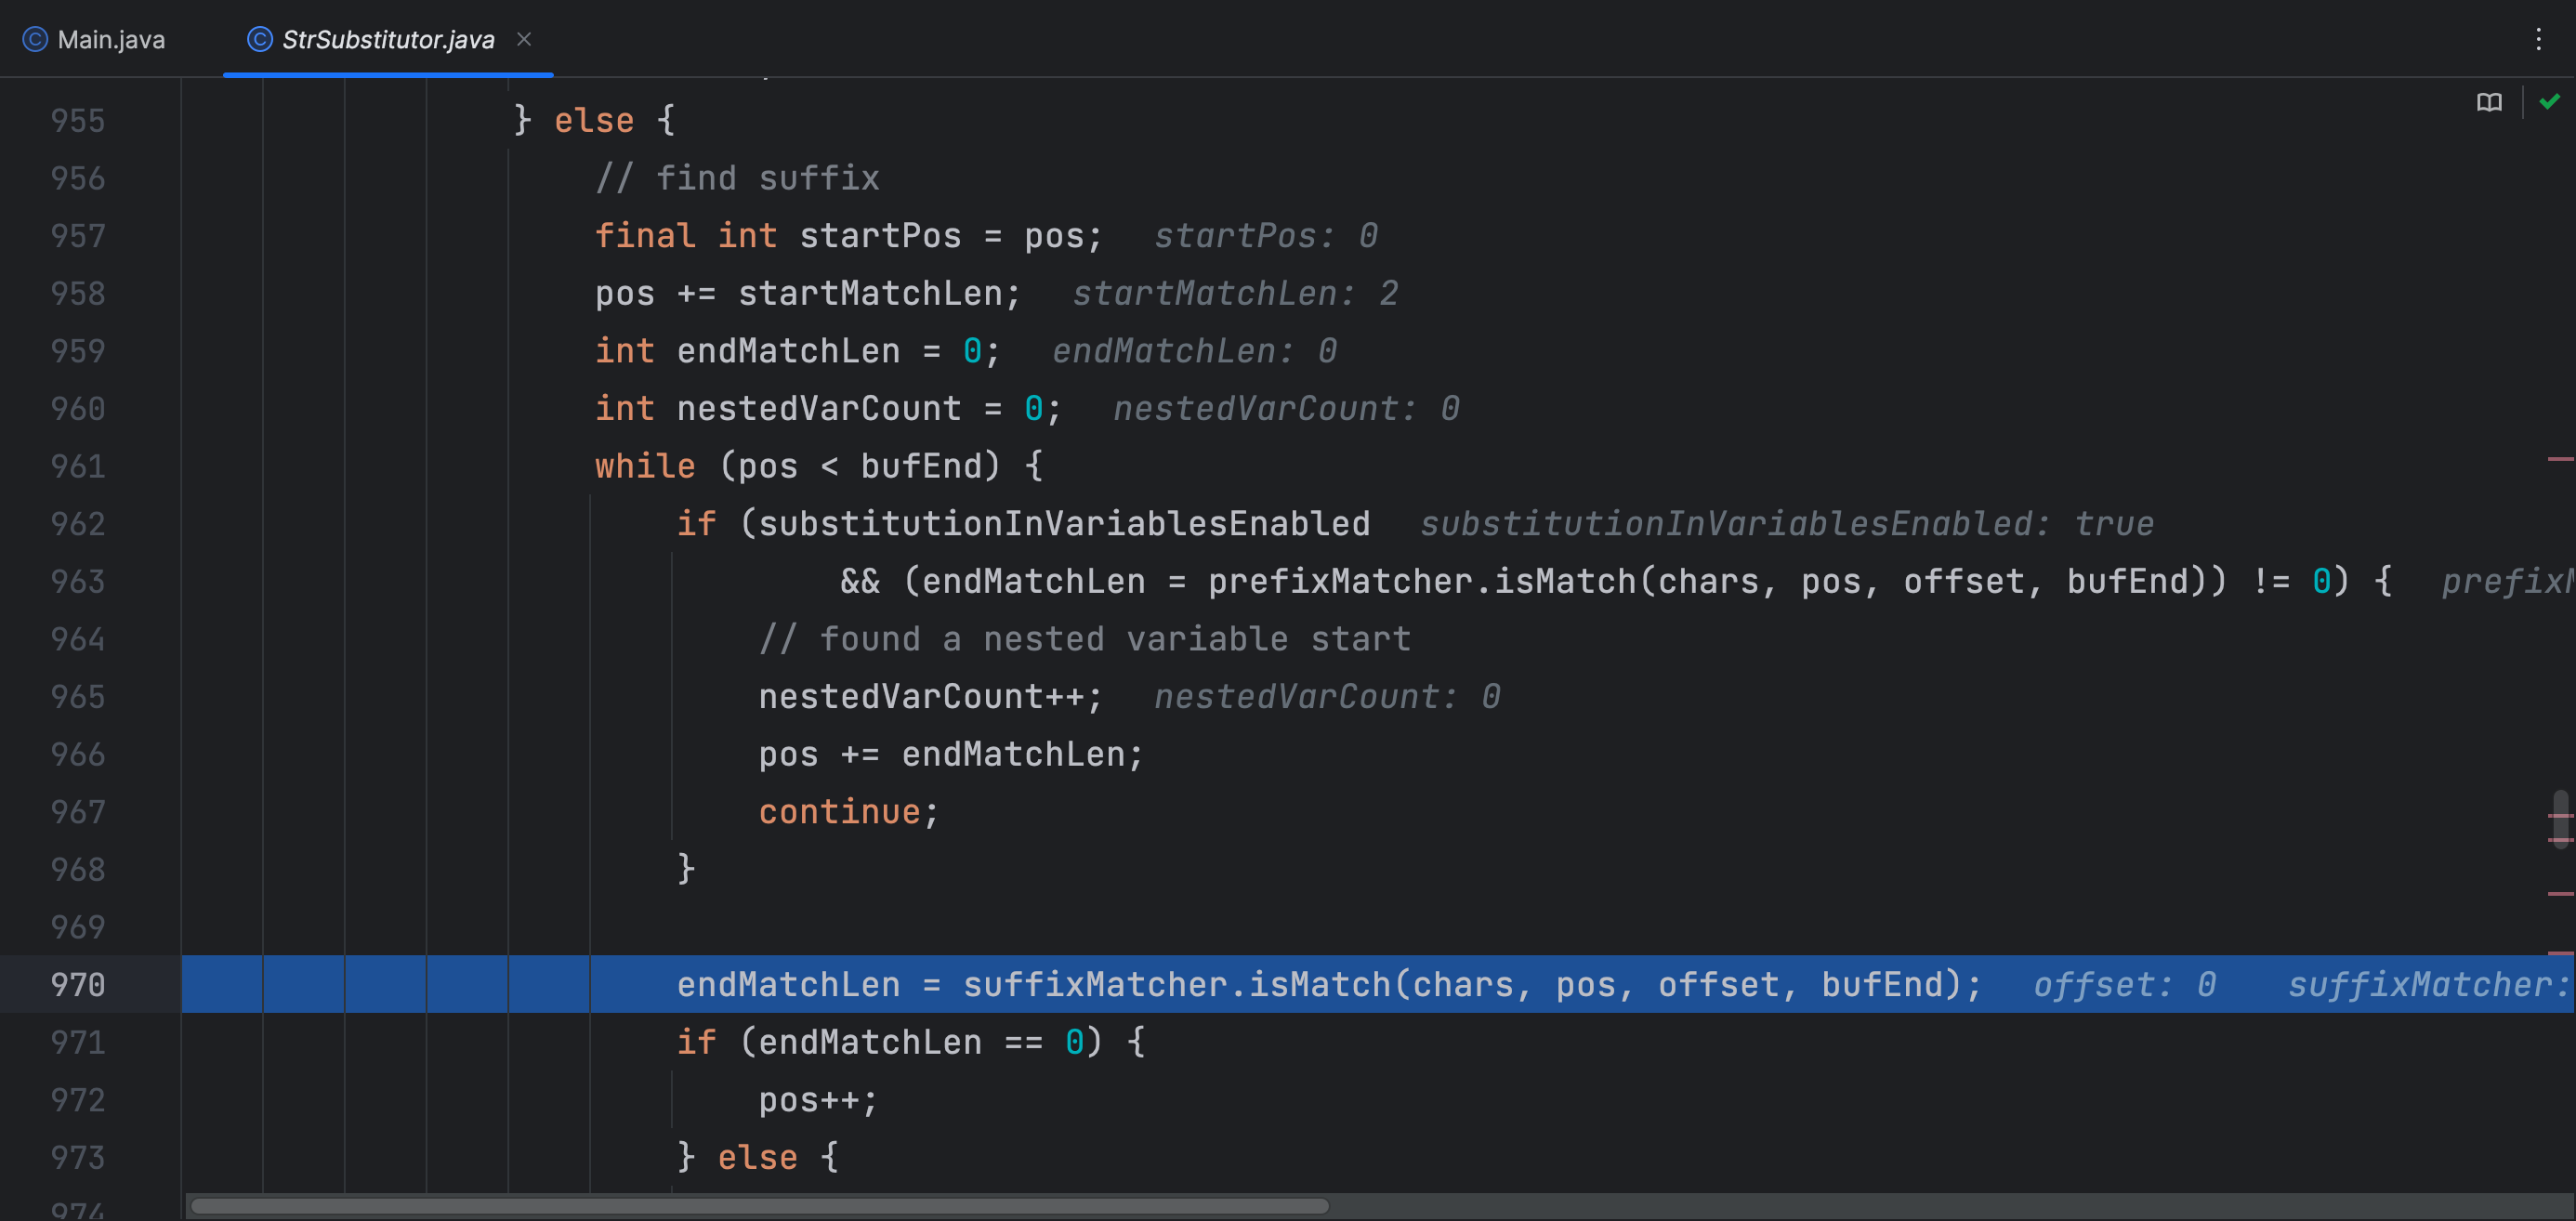 Main.java
StrSubstitutor.java
955 } else {
956 // find suffix
957 final int startPos = pos; startPos: 0
958 pos += startMatchLen; startMatchLen: 2
959 int endMatchLen = 0; endMatchLen: 0
960 int nestedVarCount = 0; nestedVarCount: 0
961 while (pos < bufEnd) {
962 if (substitutionInVariablesEnabled substitutionInVariablesEnabled: true
963 && (endMatchLen = prefixMatcher.isMatch(chars, pos, offset, bufEnd)) != 0) { prefixM
964 // found a nested variable start
965 nestedVarCount++; nestedVarCount: 0
966 pos += endMatchLen;
967 continue;
968 }
969
970 endMatchLen = suffixMatcher.isMatch(chars, pos, offset, bufEnd); offset: 0 suffixMatcher:
971 if (endMatchLen == 0) {
972 pos++;
973 } else {
974